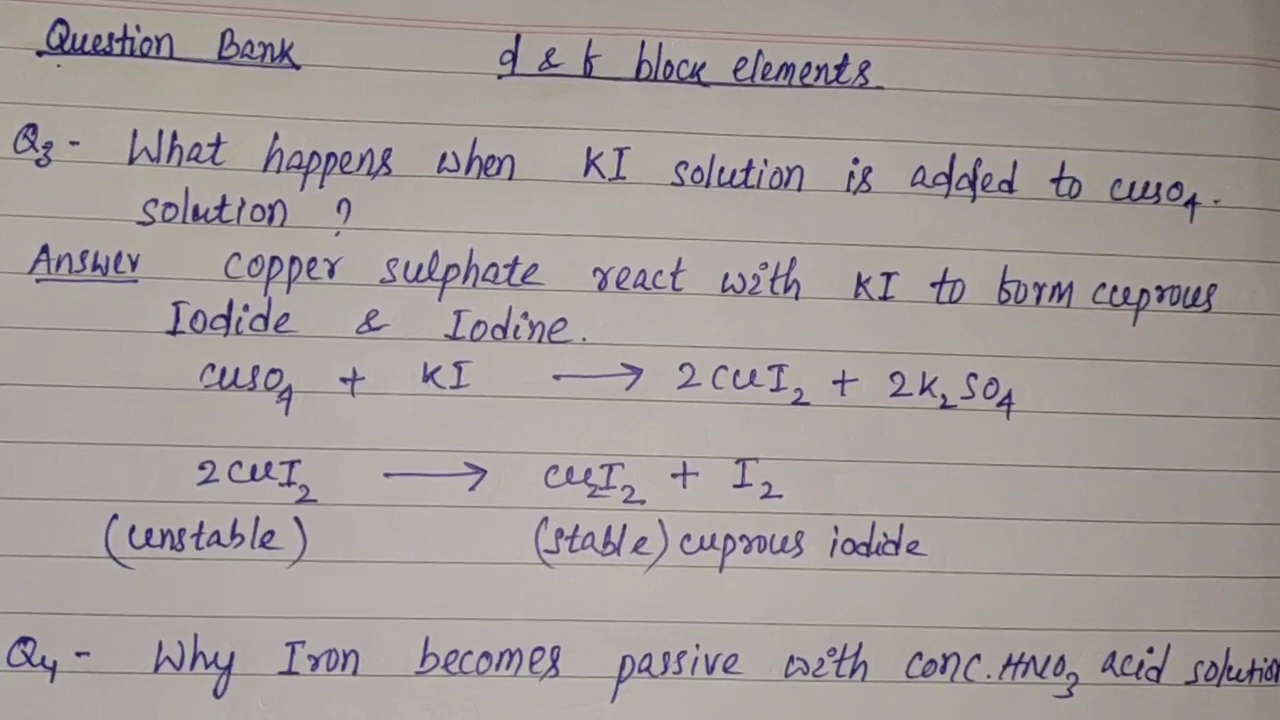 Question Bank d & f block elements
Q3 - What happens when KI solution is added to CuSO4.
solution ?
Answer Copper sulphate react with KI to form cuprous
Iodide & Iodine.
CuSO4 + KI ⟶ 2CuI2 + 2K2SO4
2CuI2 ⟶ Cu2I2 + I2
(unstable) (stable) cuprous iodide
Q4 - Why Iron becomes passive with conc. HNO3 acid solution